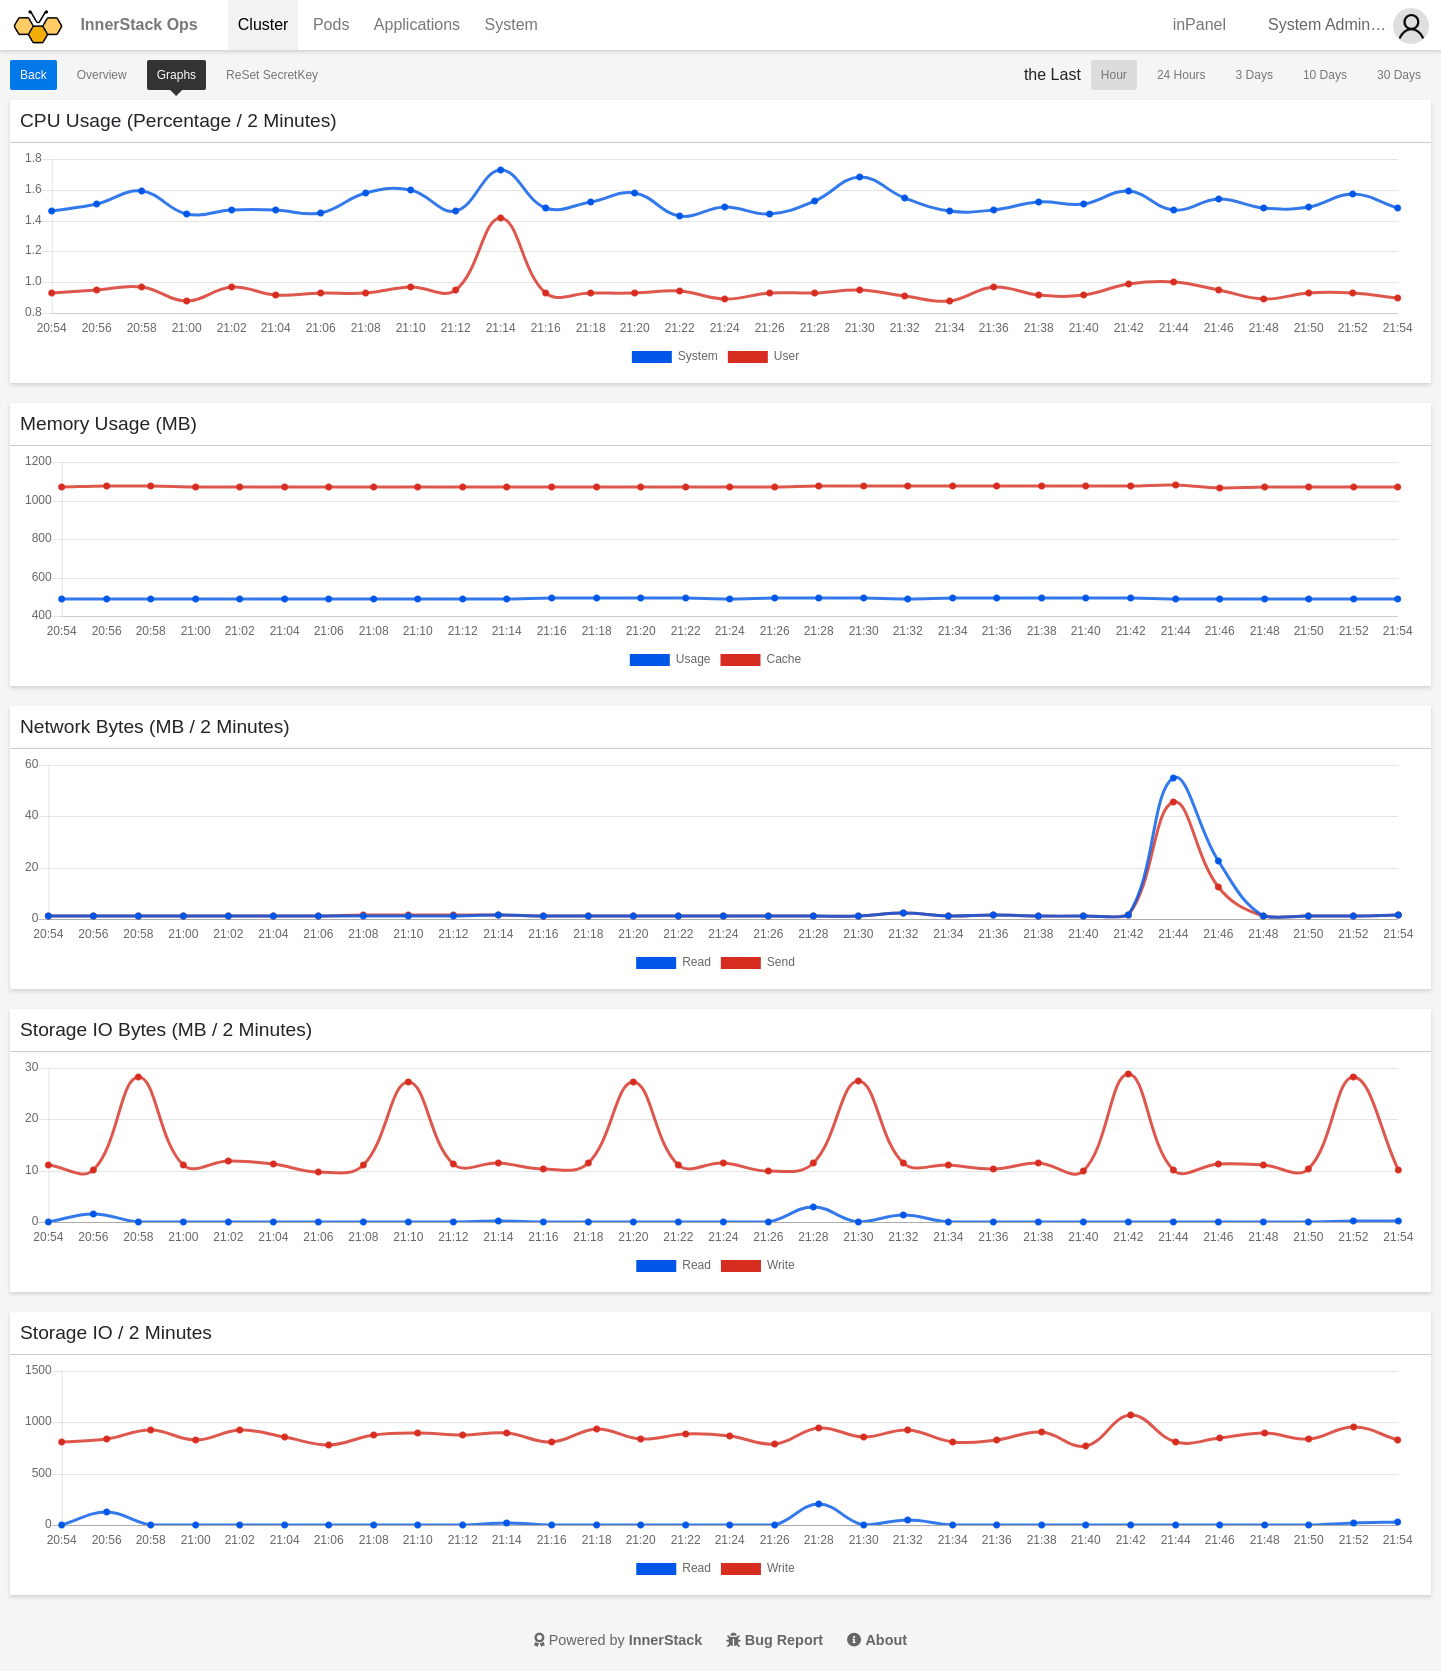 InnerStack Ops Cluster Pods Applications System inPanel System Admin…
Back Overview Graphs ReSet SecretKey the Last Hour 24 Hours 3 Days 10 Days 30 Days
CPU Usage (Percentage / 2 Minutes)
1.8
1.6
1.4
1.2
1.0
0.8
20:54 20:56 20:58 21:00 21:02 21:04 21:06 21:08 21:10 21:12 21:14 21:16 21:18 21:20 21:22 21:24 21:26 21:28 21:30 21:32 21:34 21:36 21:38 21:40 21:42 21:44 21:46 21:48 21:50 21:52 21:54
System User
Memory Usage (MB)
1200
1000
800
600
400
20:54 20:56 20:58 21:00 21:02 21:04 21:06 21:08 21:10 21:12 21:14 21:16 21:18 21:20 21:22 21:24 21:26 21:28 21:30 21:32 21:34 21:36 21:38 21:40 21:42 21:44 21:46 21:48 21:50 21:52 21:54
Usage Cache
Network Bytes (MB / 2 Minutes)
60
40
20
0
20:54 20:56 20:58 21:00 21:02 21:04 21:06 21:08 21:10 21:12 21:14 21:16 21:18 21:20 21:22 21:24 21:26 21:28 21:30 21:32 21:34 21:36 21:38 21:40 21:42 21:44 21:46 21:48 21:50 21:52 21:54
Read Send
Storage IO Bytes (MB / 2 Minutes)
30
20
10
0
20:54 20:56 20:58 21:00 21:02 21:04 21:06 21:08 21:10 21:12 21:14 21:16 21:18 21:20 21:22 21:24 21:26 21:28 21:30 21:32 21:34 21:36 21:38 21:40 21:42 21:44 21:46 21:48 21:50 21:52 21:54
Read Write
Storage IO / 2 Minutes
1500
1000
500
0
20:54 20:56 20:58 21:00 21:02 21:04 21:06 21:08 21:10 21:12 21:14 21:16 21:18 21:20 21:22 21:24 21:26 21:28 21:30 21:32 21:34 21:36 21:38 21:40 21:42 21:44 21:46 21:48 21:50 21:52 21:54
Read Write
Powered by InnerStack Bug Report About